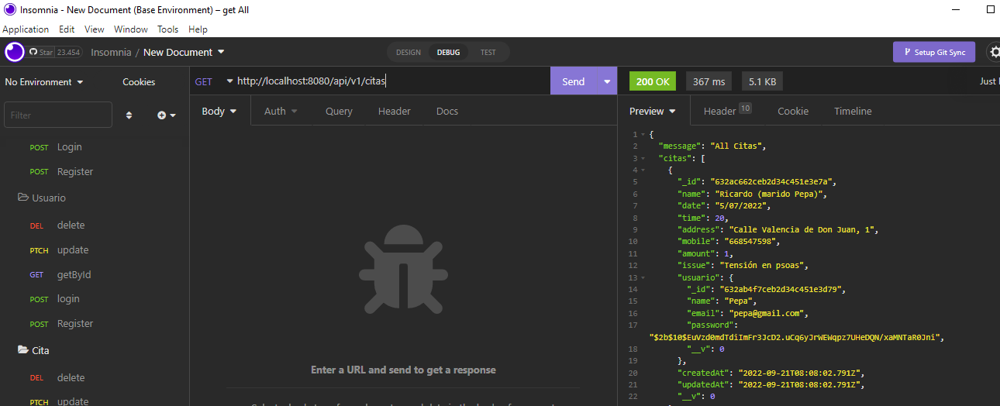 Insomnia - New Document (Base Environment) – get All
Application Edit View Window Tools Help
Star 23.454 Insomnia / New Document DESIGN DEBUG TEST Setup Git Sync
No Environment Cookies GET http://localhost:8080/api/v1/citas Send 200 OK 367 ms 5.1 KB Just
Filter
Body Auth Query Header Docs
Preview Header 10 Cookie Timeline
POST Login
POST Register
Usuario
DEL delete
PTCH update
GET getById
POST login
POST Register
Cita
DEL delete
PTCH update
Enter a URL and send to get a response
1 {
2 "message": "All Citas",
3 "citas": [
4 {
5 "_id": "632ac662ceb2d34c451e3e7a",
6 "name": "Ricardo (marido Pepa)",
7 "date": "5/07/2022",
8 "time": 20,
9 "address": "Calle Valencia de Don Juan, 1",
10 "mobile": "668547598",
11 "amount": 1,
12 "issue": "Tensión en psoas",
13 "usuario": {
14 "_id": "632ab4f7ceb2d34c451e3d79",
15 "name": "Pepa",
16 "email": "pepa@gmail.com",
17 "password":
"$2b$10$EuVzd0mdTdiImFr3JcD2.uCq6yJrWEWqpz7UHeDQN/xaMNTaR0Jni",
18 "__v": 0
19 },
20 "createdAt": "2022-09-21T08:08:02.791Z",
21 "updatedAt": "2022-09-21T08:08:02.791Z",
22 "__v": 0